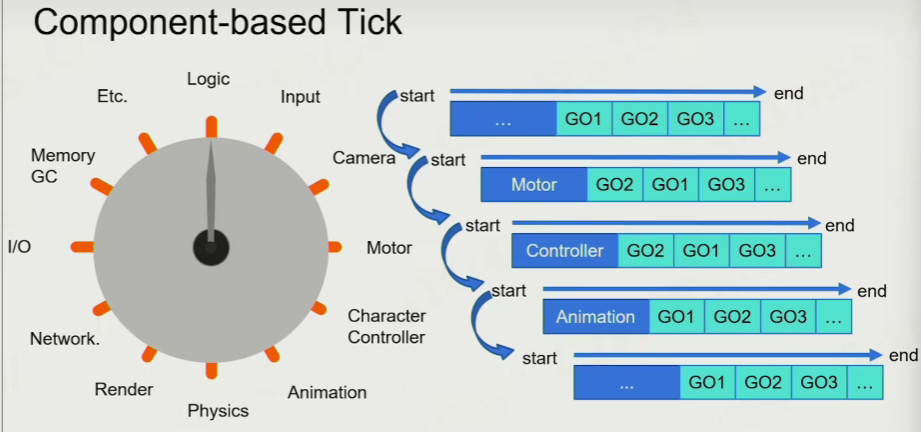 Component-based Tick
Logic
Input
Camera
Motor
Character
Controller
Animation
Physics
Render
Network.
I/O
Memory
GC
Etc.
start
end
... GO1 GO2 GO3 ...
start
end
Motor GO2 GO1 GO3 ...
start
end
Controller GO2 GO1 GO3 ...
start
end
Animation GO1 GO2 GO3 ...
start
end
... GO1 GO2 GO3 ...